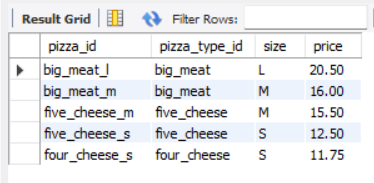 Result Grid Filter Rows:
pizza_id pizza_type_id size price
big_meat_l big_meat L 20.50
big_meat_m big_meat M 16.00
five_cheese_m five_cheese M 15.50
five_cheese_s five_cheese S 12.50
four_cheese_s four_cheese S 11.75